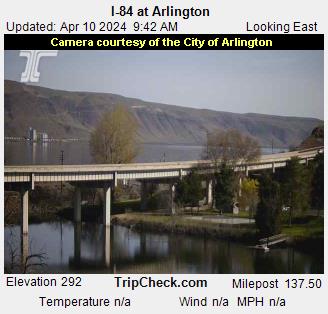 I-84 at Arlington
Updated: Apr 10 2024 9:42 AM Looking East
Camera courtesy of the City of Arlington
Elevation 292 TripCheck.com Milepost 137.50
Temperature n/a Wind n/a MPH n/a